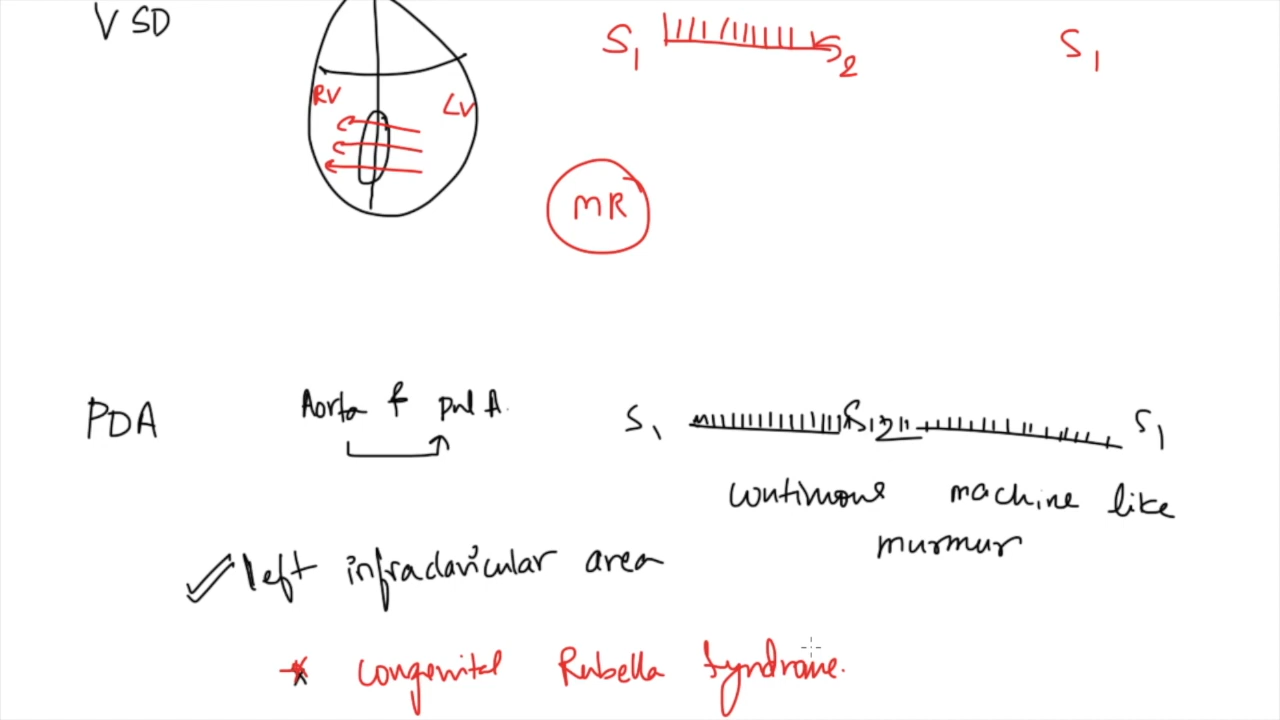 VSD
S1 S2 S1
RV LV
MR
PDA Aorta & pul A. S1 S2 S1
continuous machine like
murmur
left infraclavicular area
* Congenital Rubella Syndrome.